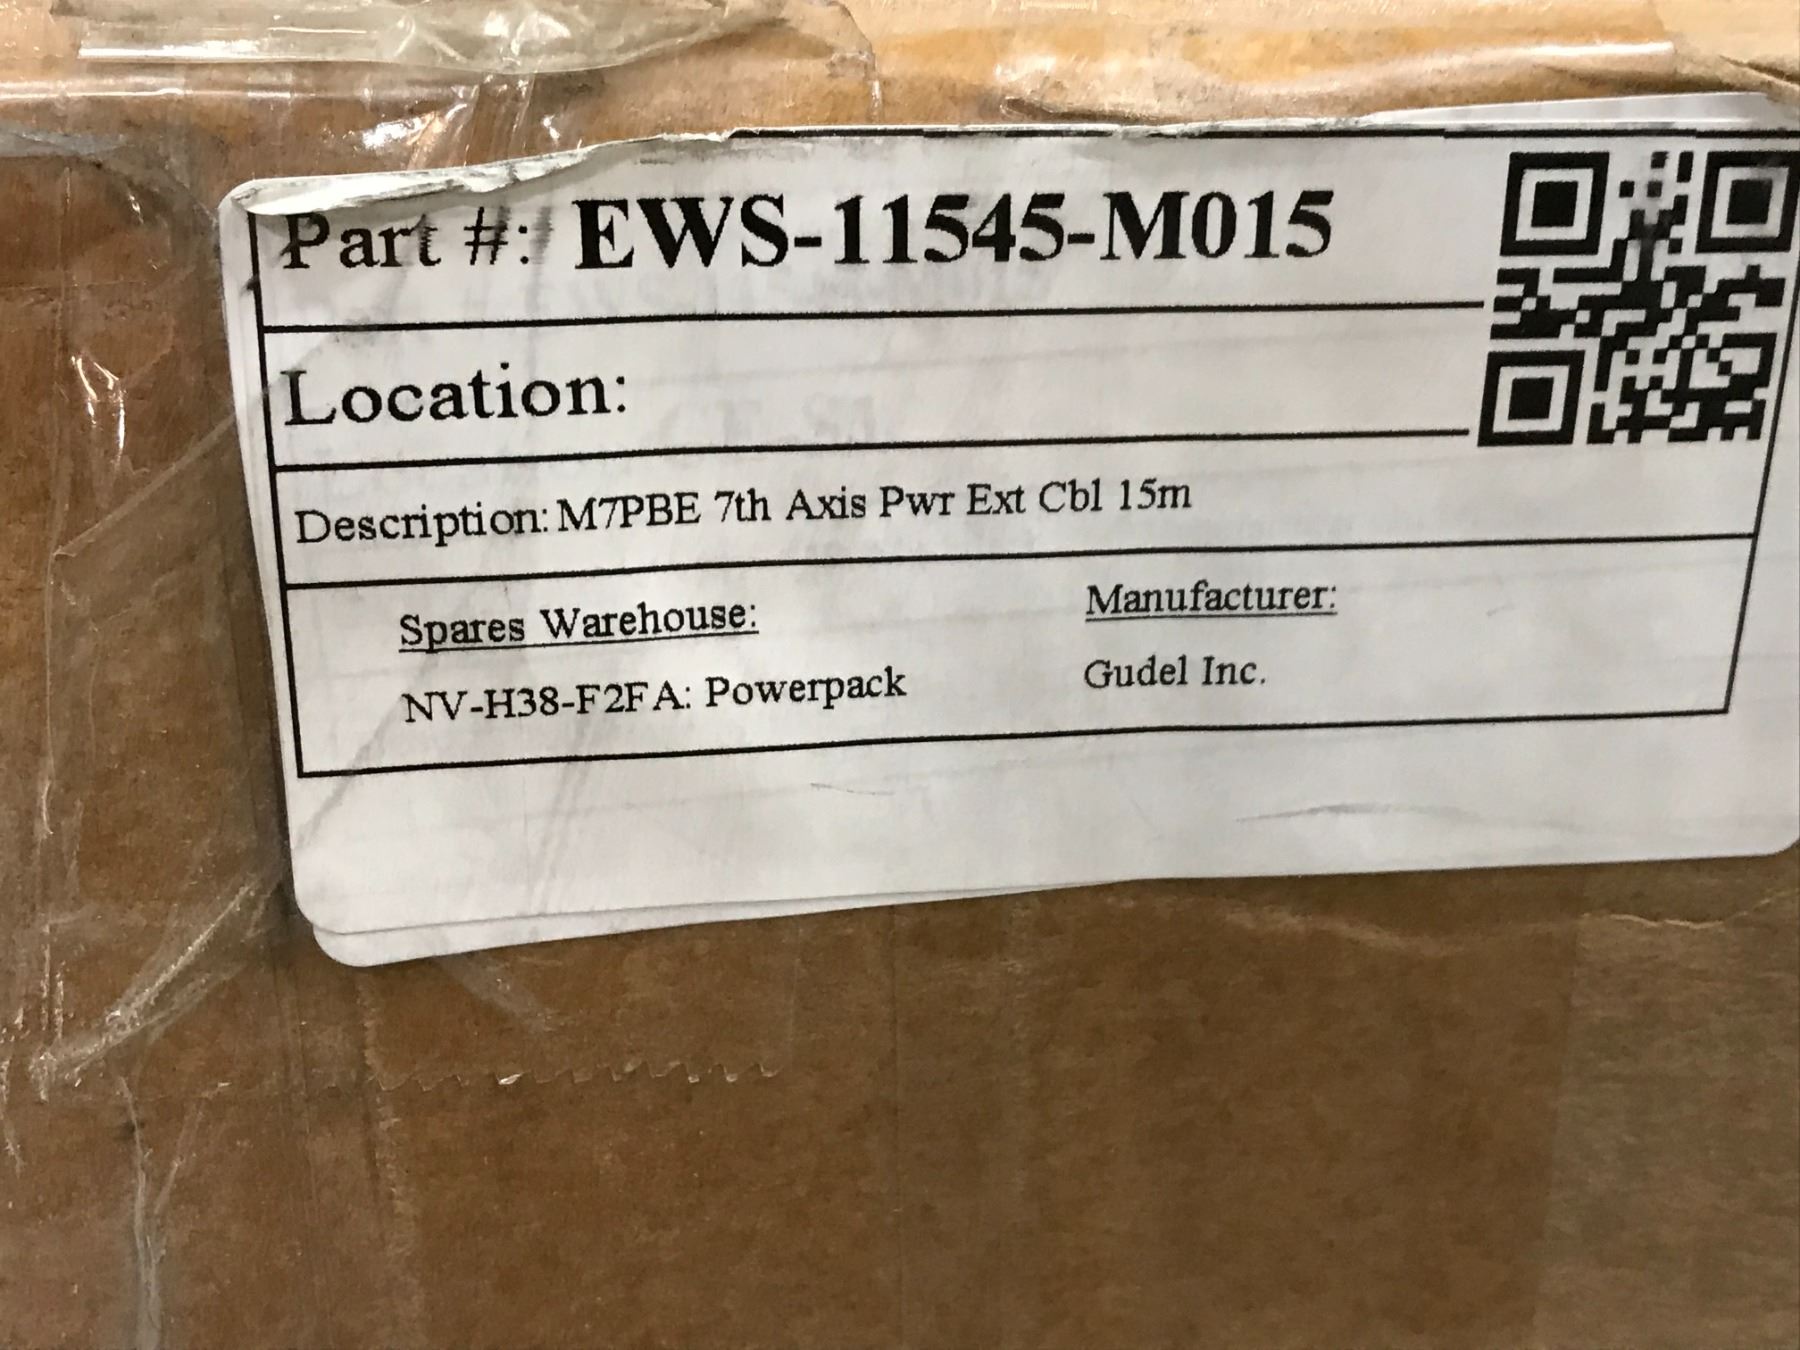 Part #: EWS-11545-M015
Location:
Description: M7PBE 7th Axis Pwr Ext Cbl 15m
Spares Warehouse:
NV-H38-F2FA: Powerpack
Manufacturer:
Gudel Inc.